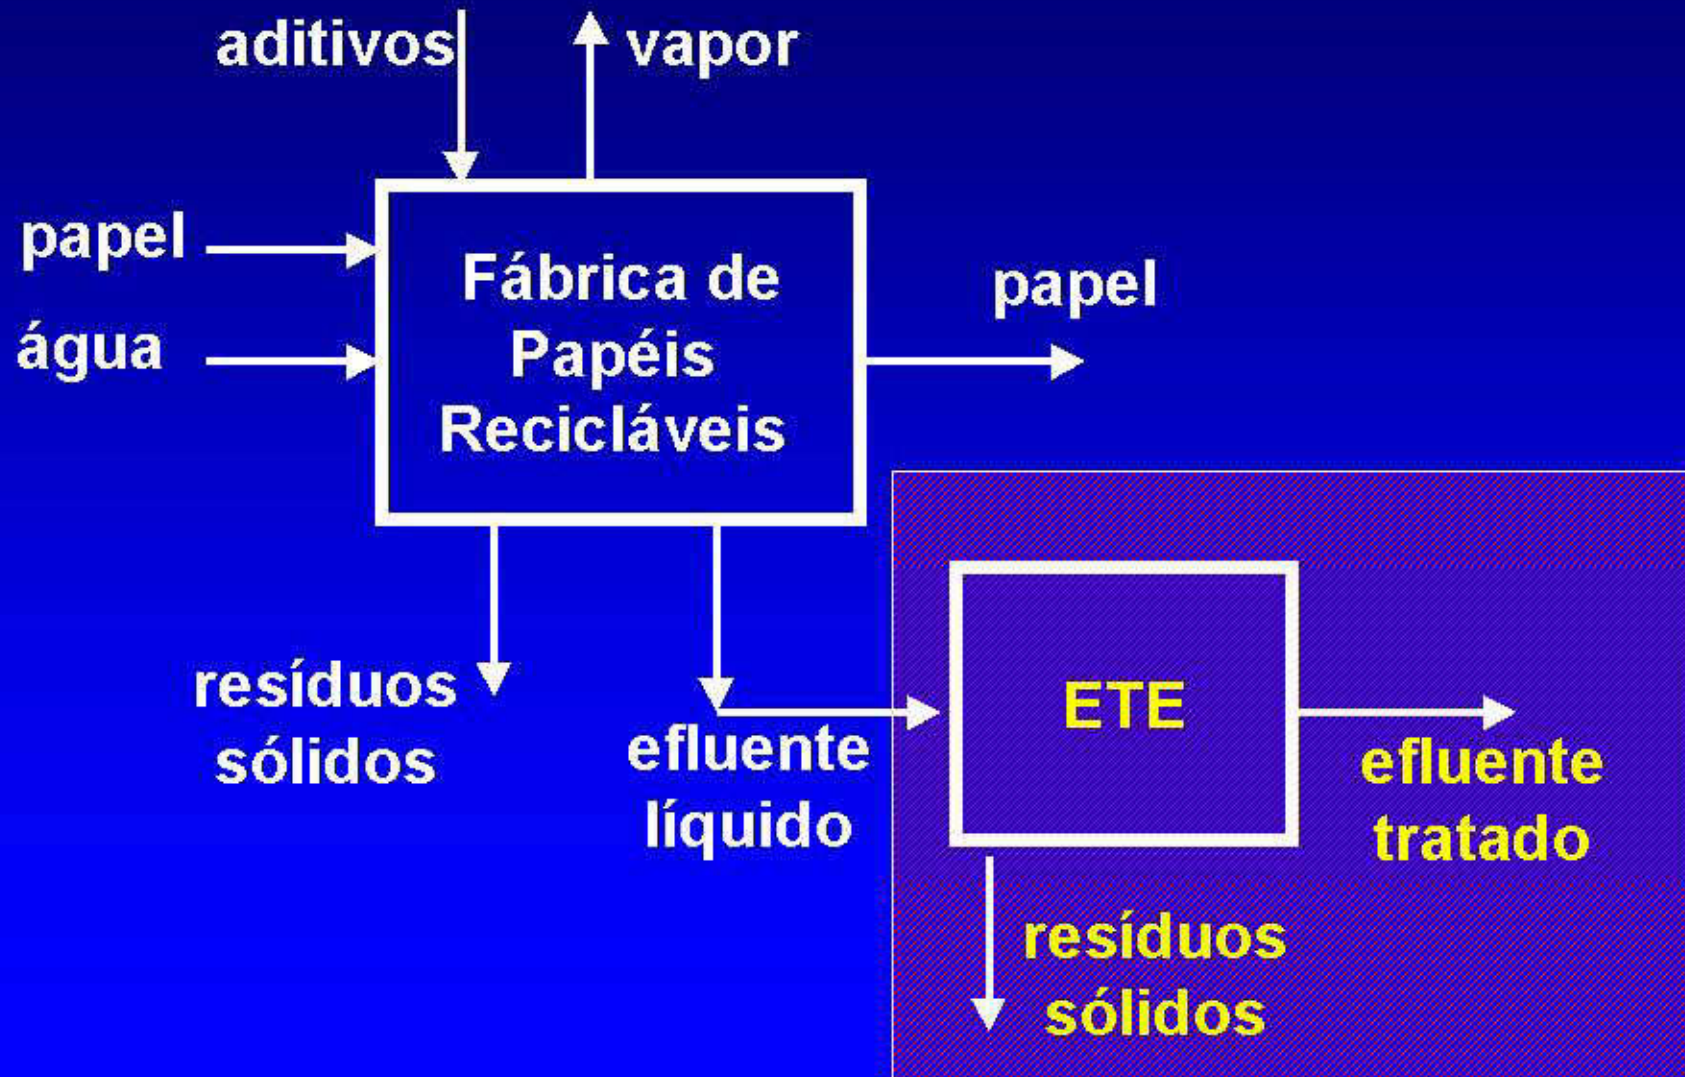 aditivos
vapor
papel
água
Fábrica de
Papéis
Recicláveis
papel
resíduos
sólidos
efluente
líquido
ETE
efluente
tratado
resíduos
sólidos